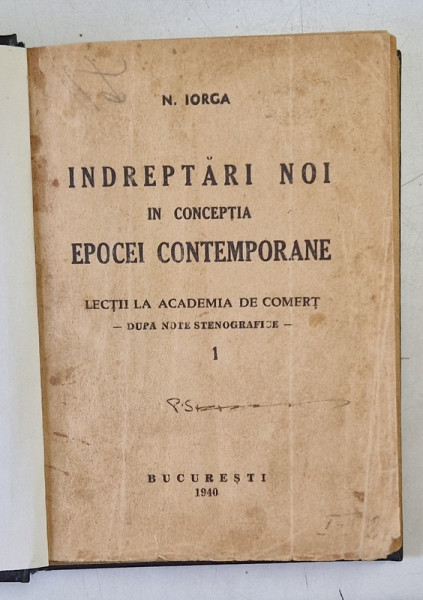 N. IORGA
INDREPTĂRI NOI
IN CONCEPȚIA
EPOCEI CONTEMPORANE
LECȚII LA ACADEMIA DE COMERȚ
— DUPA NOTE STENOGRAFICE —
1
BUCUREȘTI
1940